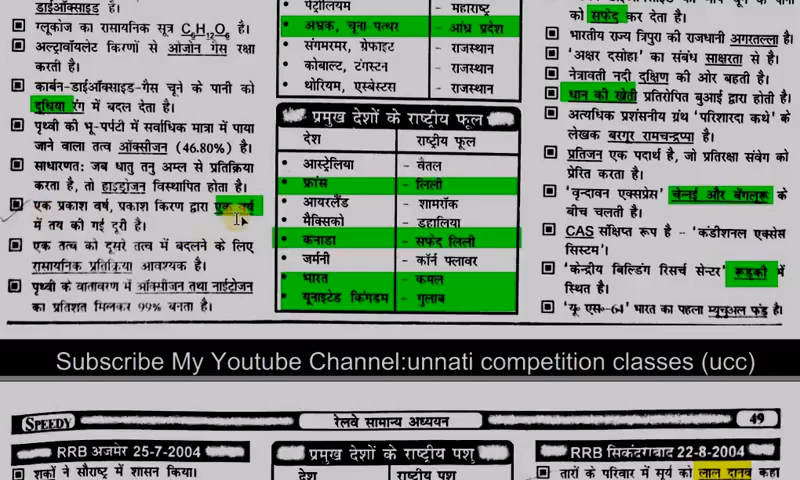 डाईऑक्साइड है।
ग्लूकोज का रासायनिक सूत्र C₆H₁₂O₆ है।
अल्ट्रावॉयलेट किरणों से ओजोन गैस रक्षा
करती है।
कार्बन-डाईऑक्साइड-गैस चूने के पानी को
दूधिया रंग में बदल देता है।
पृथ्वी की भू-पर्पटी में सर्वाधिक मात्रा में पाया
जाने वाला तत्व ऑक्सीजन (46.80%) है।
साधारणत: जब धातु तनु अम्ल से प्रतिक्रिया
करता है, तो हाइड्रोजन विस्थापित होता है।
एक प्रकाश वर्ष, प्रकाश किरण द्वारा एक वर्ष
में तय की गई दूरी है।
एक तत्व को दूसरे तत्व में बदलने के लिए
रासायनिक प्रतिक्रिया आवश्यक है।
पृथ्वी के वातावरण में ऑक्सीजन तथा नाईट्रोजन
का प्रतिशत मिलकर 99% बनता है।
पेट्रोलियम – महाराष्ट्र
अभ्रक, चूना पत्थर – आंध्र प्रदेश
संगमरमर, ग्रेफाइट – राजस्थान
कोबाल्ट, टंगस्टन – राजस्थान
थोरियम, एस्बेस्टस – राजस्थान
प्रमुख देशों के राष्ट्रीय फूल
देश राष्ट्रीय फूल
आस्ट्रेलिया – वैतल
फ्रांस – लिली
आयरलैंड – शामरॉक
मैक्सिको – डहालिया
कनाडा – सफेद लिली
जर्मनी – कॉर्न फ्लावर
भारत – कमल
यूनाइटेड किंगडम – गुलाब
को सफेद कर देता है।
भारतीय राज्य त्रिपुरा की राजधानी अगरतल्ला है।
'अक्षर दसोहा' का संबंध साक्षरता से है।
नेत्रावती नदी दक्षिण की ओर बहती है।
धान की खेती प्रतिरोपित बुआई द्वारा होती है।
अत्यधिक प्रशंसनीय ग्रंथ 'परिशारदा कथे' के
लेखक बरगूर रामचन्द्रप्पा है।
प्रतिजन एक पदार्थ है, जो प्रतिरक्षा संवेग को
प्रेरित करता है।
'वृन्दावन एक्सप्रेस' चेन्नई और बेंगलूरू के
बीच चलती है।
CAS संक्षिप्त रूप है – 'कंडीशनल एक्सेस
सिस्टम'।
'केन्द्रीय बिल्डिंग रिसर्च सेन्टर' रूड़की में
स्थित है।
'यू एस-64' भारत का पहला म्यूचुअल फंड है।
Subscribe My Youtube Channel:unnati competition classes (ucc)
SPEEDY रेलवे सामान्य अध्ययन 49
RRB अजमेर 25-7-2004
शकों ने सौराष्ट्र में शासन किया।
प्रमुख देशों के राष्ट्रीय पशु
देश राष्ट्रीय पशु
RRB सिकंदराबाद 22-8-2004
तारों के परिवार में सूर्य को लाल दानव कहा